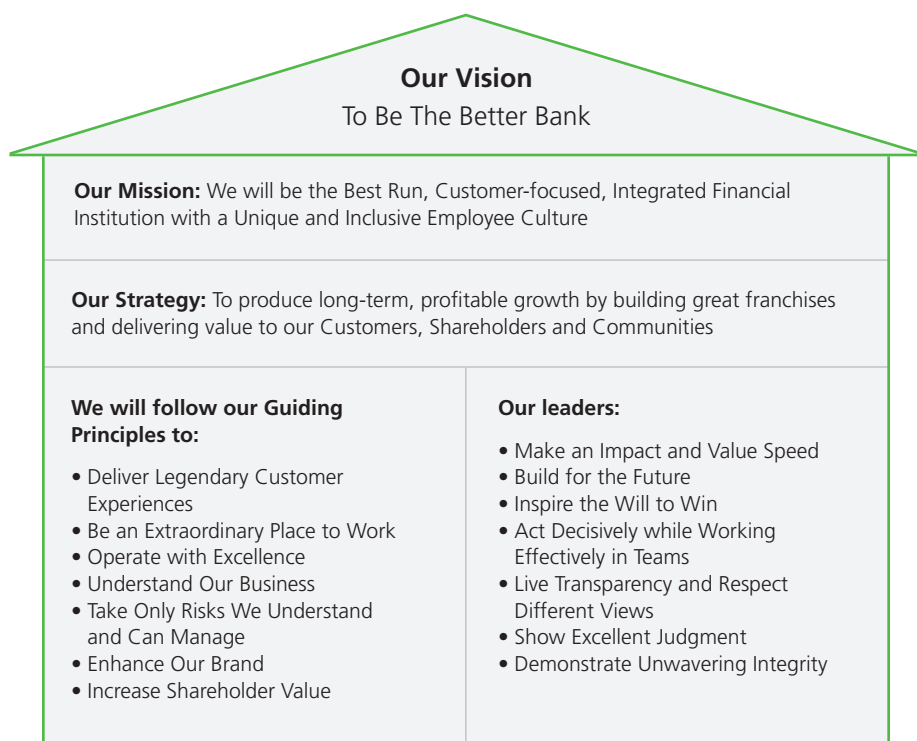 Our Vision
To Be The Better Bank
Our Mission: We will be the Best Run, Customer-focused, Integrated Financial
Institution with a Unique and Inclusive Employee Culture
Our Strategy: To produce long-term, profitable growth by building great franchises
and delivering value to our Customers, Shareholders and Communities
We will follow our Guiding
Principles to:
• Deliver Legendary Customer
Experiences
• Be an Extraordinary Place to Work
• Operate with Excellence
• Understand Our Business
• Take Only Risks We Understand
and Can Manage
• Enhance Our Brand
• Increase Shareholder Value
Our leaders:
• Make an Impact and Value Speed
• Build for the Future
• Inspire the Will to Win
• Act Decisively while Working
Effectively in Teams
• Live Transparency and Respect
Different Views
• Show Excellent Judgment
• Demonstrate Unwavering Integrity